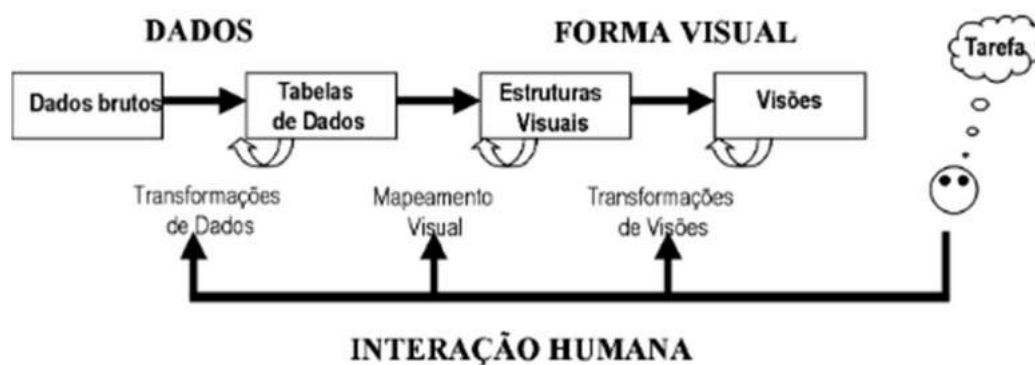 DADOS
FORMA VISUAL
Tarefa
Dados brutos
Tabelas
de Dados
Estruturas
Visuais
Visões
Transformações
de Dados
Mapeamento
Visual
Transformações
de Visões
INTERAÇÃO HUMANA